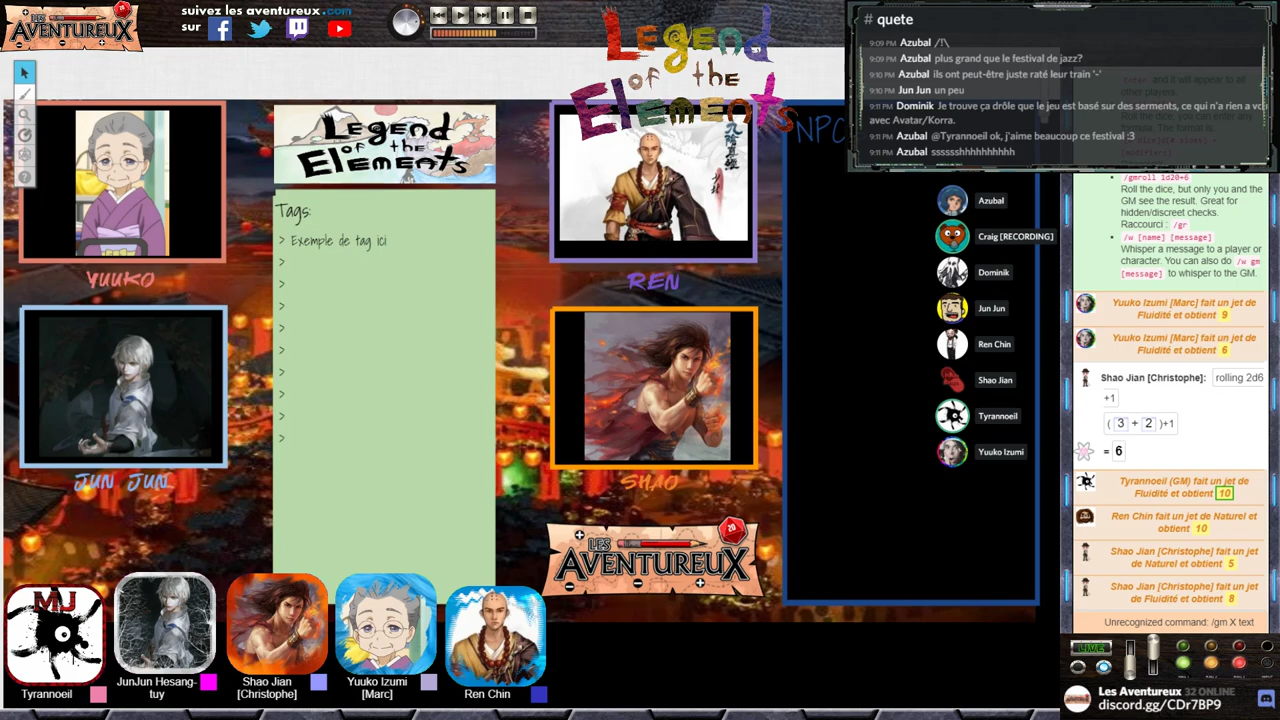 LES
AVENTUREUX
20
suivez les aventureux.com
sur
Legend
of the
Elements
# quete
9:09 PM Azubal /!\
9:09 PM Azubal plus grand que le festival de jazz?
9:10 PM Azubal ils ont peut-être juste raté leur train '-'
9:10 PM Jun Jun un peu
9:11 PM Dominik Je trouve ça drôle que le jeu est basé sur des serments, ce qui n'a rien a voir
avec Avatar/Korra.
9:11 PM Azubal @Tyrannoeil ok, j'aime beaucoup ce festival :3
9:11 PM Azubal sssssshhhhhhhhhh
YUUKO
JUN JUN
Legend
of the
Elements
Tags:
> Exemple de tag ici
>
>
>
>
>
>
>
>
>
REN
SHAO
LES
AVENTUREUX
20
NPC
Azubal
Craig [RECORDING]
Dominik
Jun Jun
Ren Chin
Shao Jian
Tyrannoeil
Yuuko Izumi
/gmroll 1d20+6
Roll the dice, but only you and the
GM see the result. Great for
hidden/discreet checks.
Raccourci : /gr
/w [name] [message]
Whisper a message to a player or
character. You can also do /w gm
[message] to whisper to the GM.
Yuuko Izumi [Marc] fait un jet de
Fluidité et obtient 9
Yuuko Izumi [Marc] fait un jet de
Fluidité et obtient 6
Shao Jian [Christophe]: rolling 2d6
+1
( 3 + 2 )+1
= 6
Tyrannoeil (GM) fait un jet de
Fluidité et obtient 10
Ren Chin fait un jet de Naturel et
obtient 10
Shao Jian [Christophe] fait un jet
de Naturel et obtient 5
Shao Jian [Christophe] fait un jet
de Fluidité et obtient 8
Unrecognized command: /gm X text
MJ
Tyrannoeil
JunJun Hesang-
tuy
Shao Jian
[Christophe]
Yuuko Izumi
[Marc]
Ren Chin
LIVE
Les Aventureux 32 ONLINE
discord.gg/CDr7BP9